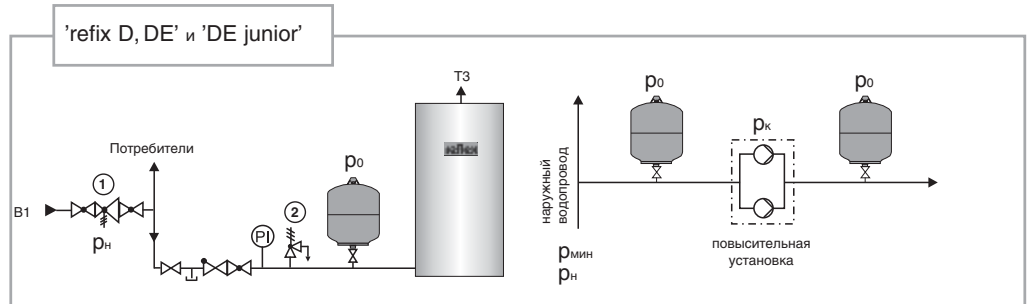 'refix D, DE' и 'DE junior'
T3
Потребители
1
B1
pн
PI
2
p0
reflex
наружный
водопровод
p0
pк
p0
повысительная
установка
pмин
pн